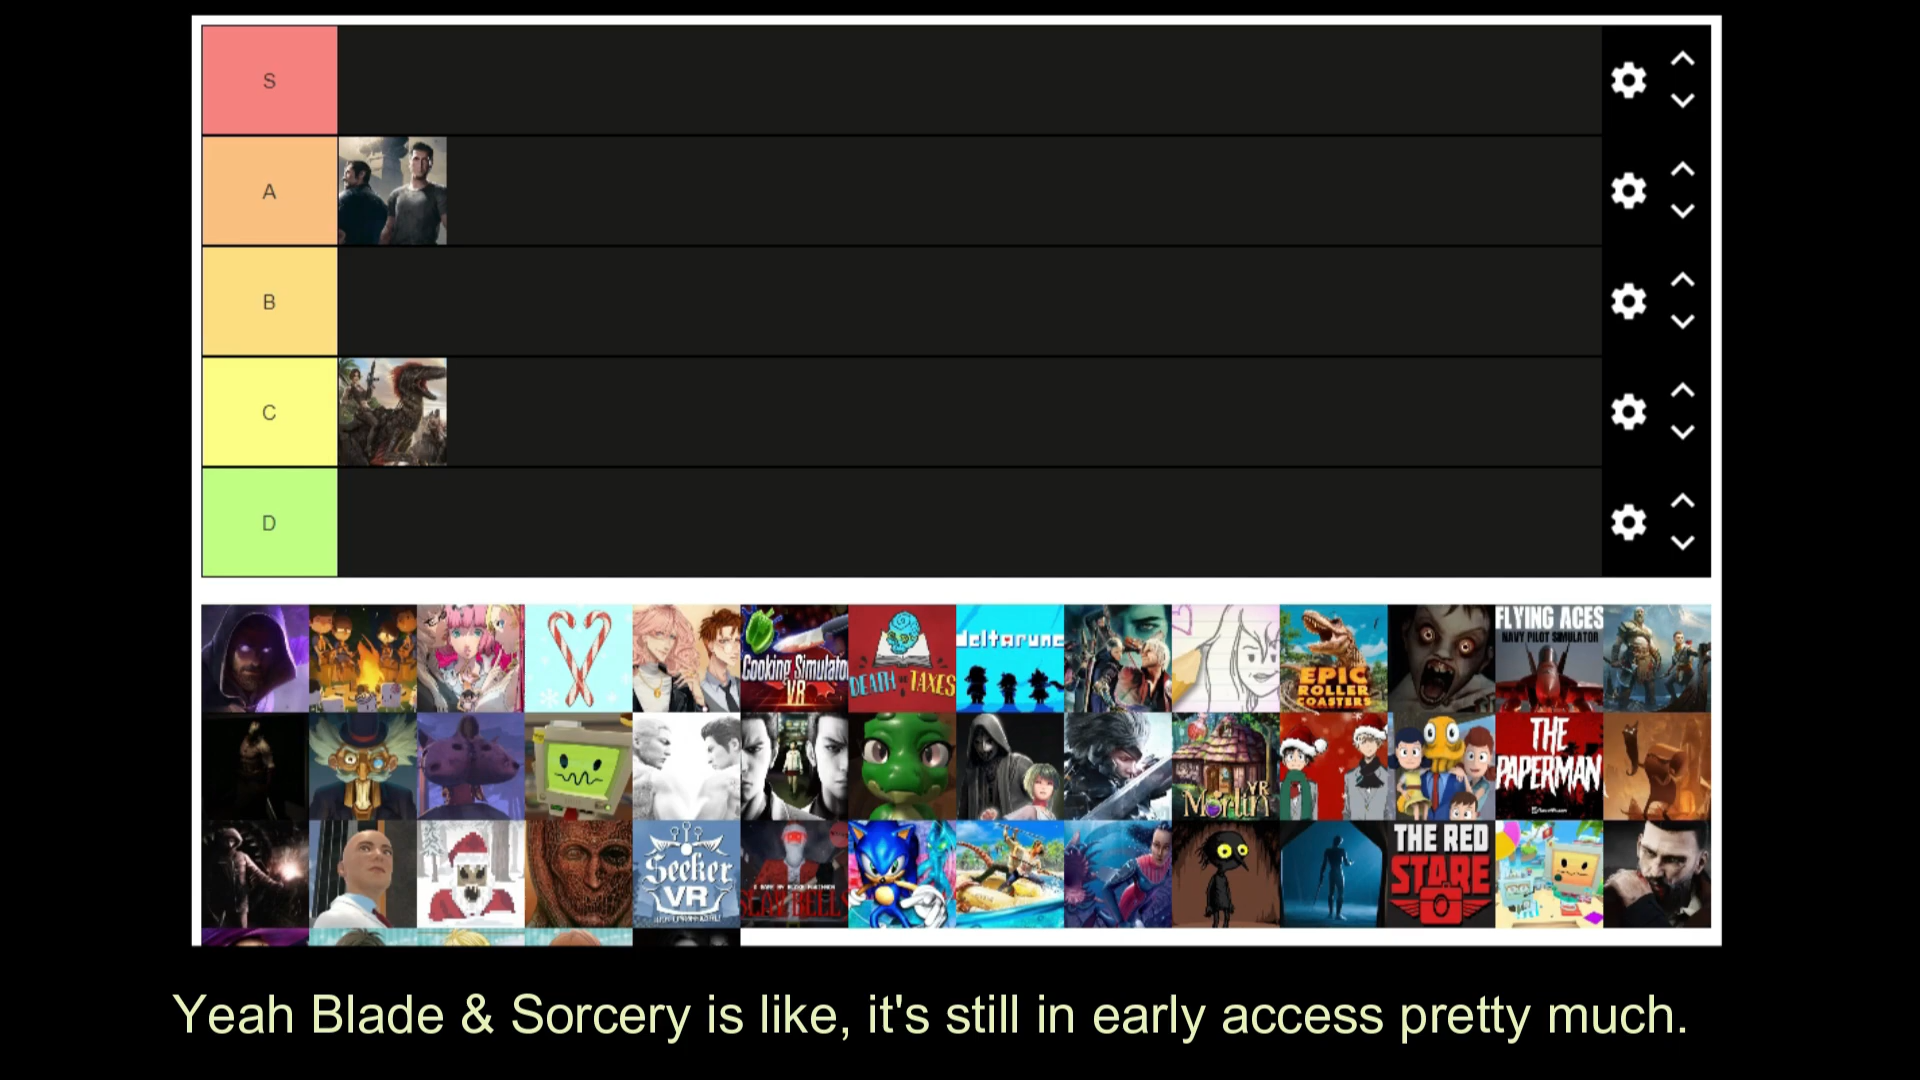 S
A
B
C
D
Cooking Simulator
VR
DEATH
TAXES
deltarune
EPIC
ROLLER
COASTERS
FLYING ACES
NAVY PILOT SIMULATOR
Merlin
VR
THE
PAPERMAN
Seeker
VR
THE RED
STARE
Yeah Blade & Sorcery is like, it's still in early access pretty much.